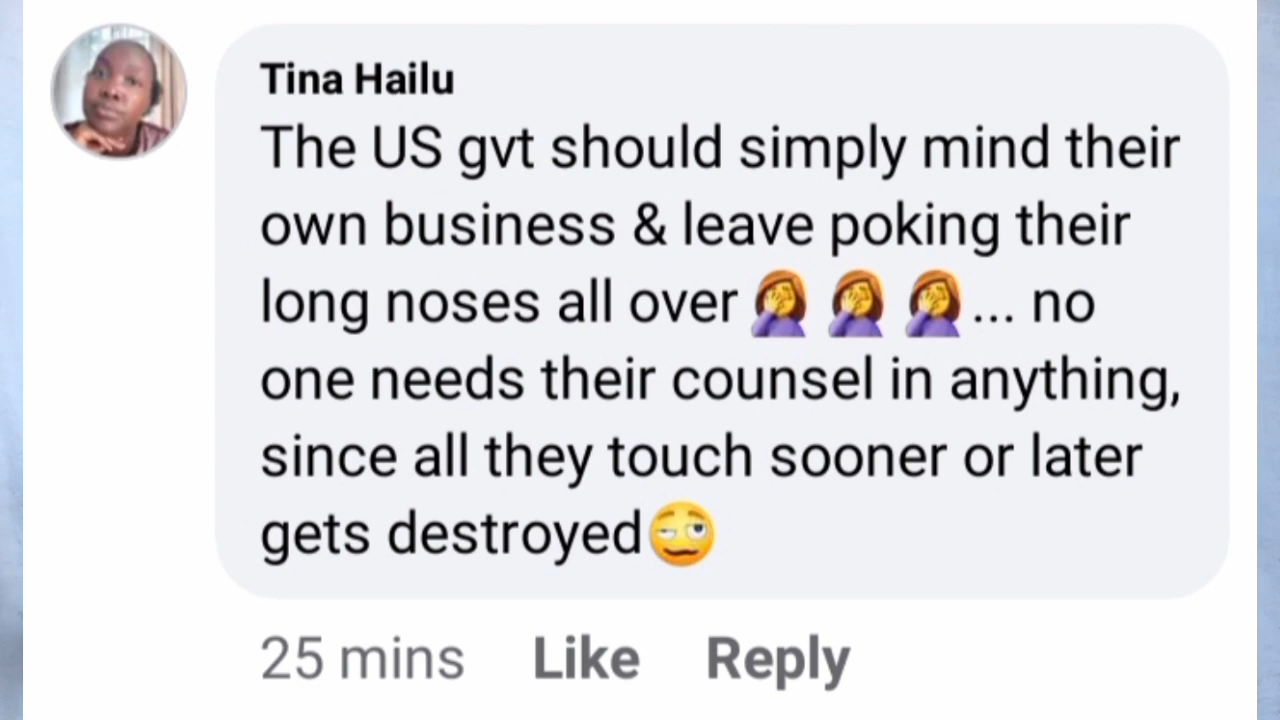 Tina Hailu
The US gvt should simply mind their
own business & leave poking their
long noses all over 🤦‍♀️ 🤦‍♀️ 🤦‍♀️... no
one needs their counsel in anything,
since all they touch sooner or later
gets destroyed🥴
25 mins Like Reply